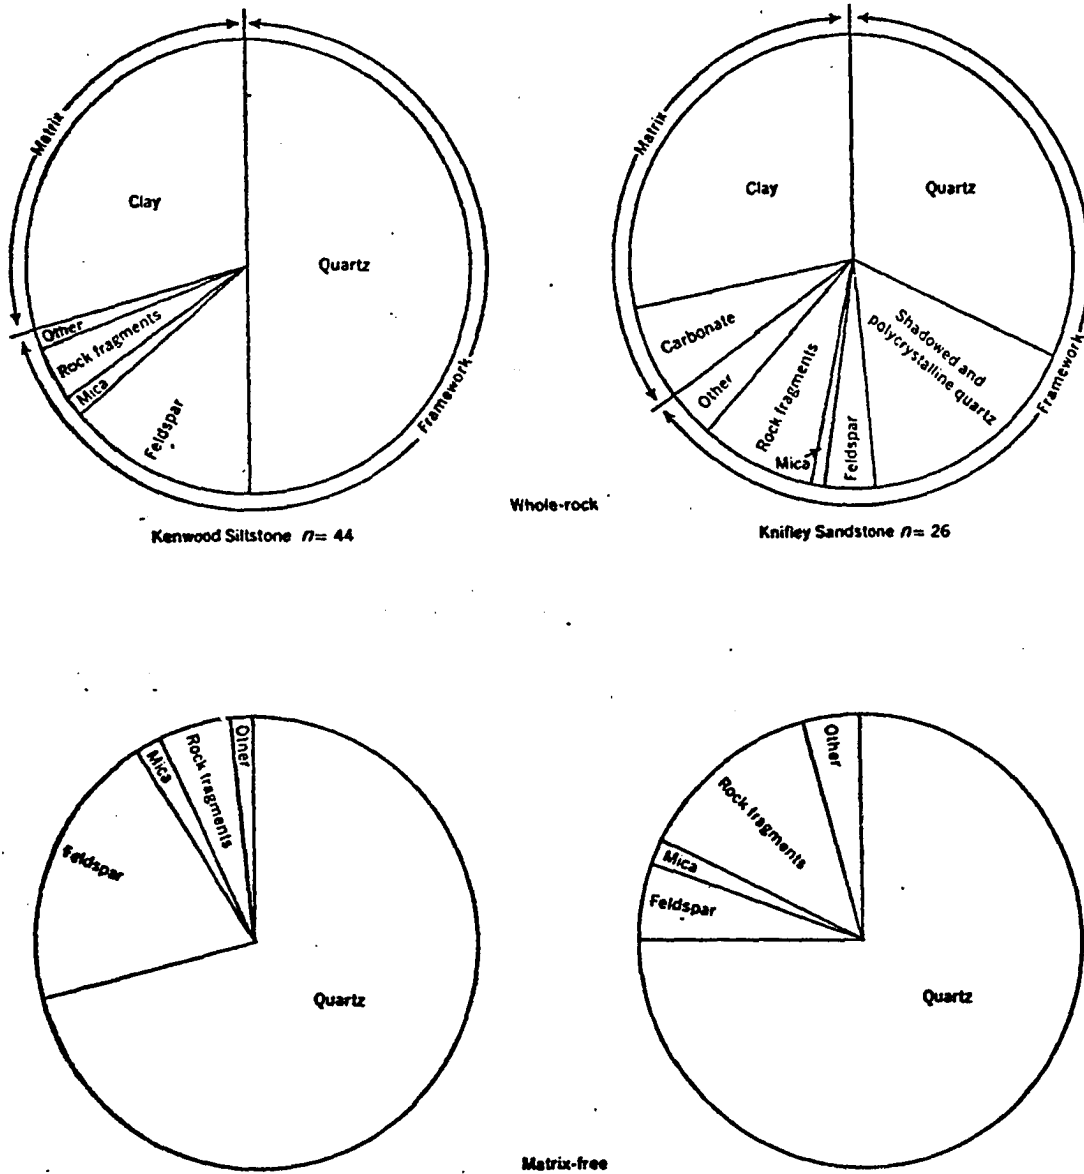 Matrix
Clay
Quartz
Other
Rock fragments
Mica
Feldspar
Framework
Kenwood Siltstone n= 44
Matrix
Clay
Quartz
Carbonate
Other
Rock fragments
Mica
Feldspar
Shadowed and
polycrystalline quartz
Framework
Knifley Sandstone n= 26
Whole-rock
Feldspar
Mica
Rock fragments
Other
Quartz
Feldspar
Mica
Rock fragments
Other
Quartz
Matrix-free